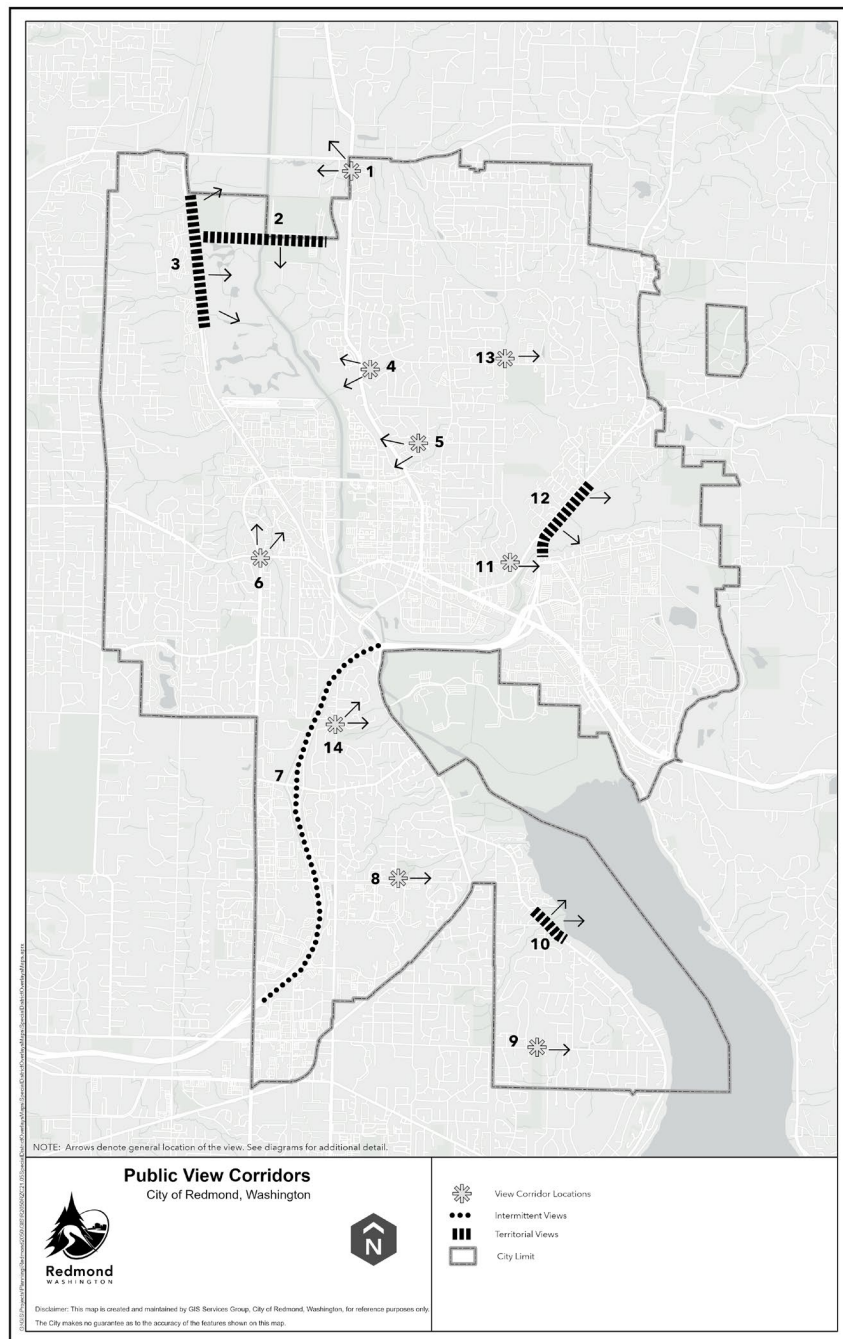 1
2
3
4
13
5
12
11
6
14
7
8
10
9
NOTE: Arrows denote general location of the view. See diagrams for additional detail.
Public View Corridors
City of Redmond, Washington
Redmond
WASHINGTON
N
View Corridor Locations
Intermittent Views
Territorial Views
City Limit
Disclaimer: This map is created and maintained by GIS Services Group, City of Redmond, Washington, for reference purposes only.
The City makes no guarantee as to the accuracy of the features shown on this map.